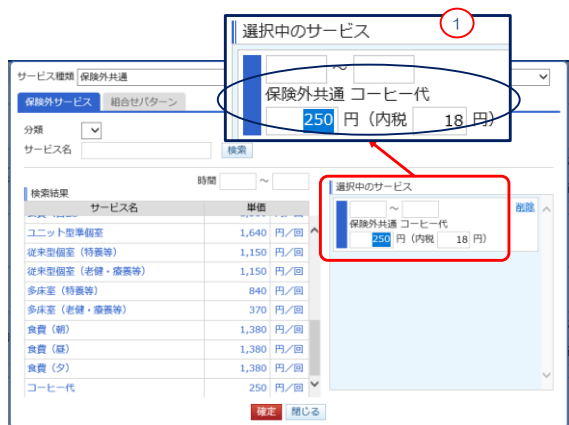 選択中のサービス
1
～
保険外共通 コーヒー代
250 円（内税 18 円）
サービス種類 保険外共通
保険外サービス 組合せパターン
分類
サービス名 検索
時間 ～
検索結果
サービス名 単価
ユニット型準個室 1,640 円／回
従来型個室（特養等） 1,150 円／回
従来型個室（老健・療養等） 1,150 円／回
多床室（特養等） 840 円／回
多床室（老健・療養等） 370 円／回
食費（朝） 1,380 円／回
食費（昼） 1,380 円／回
食費（夕） 1,380 円／回
コーヒー代 250 円／回
選択中のサービス
～ 削除
保険外共通 コーヒー代
250 円（内税 18 円）
確定 閉じる